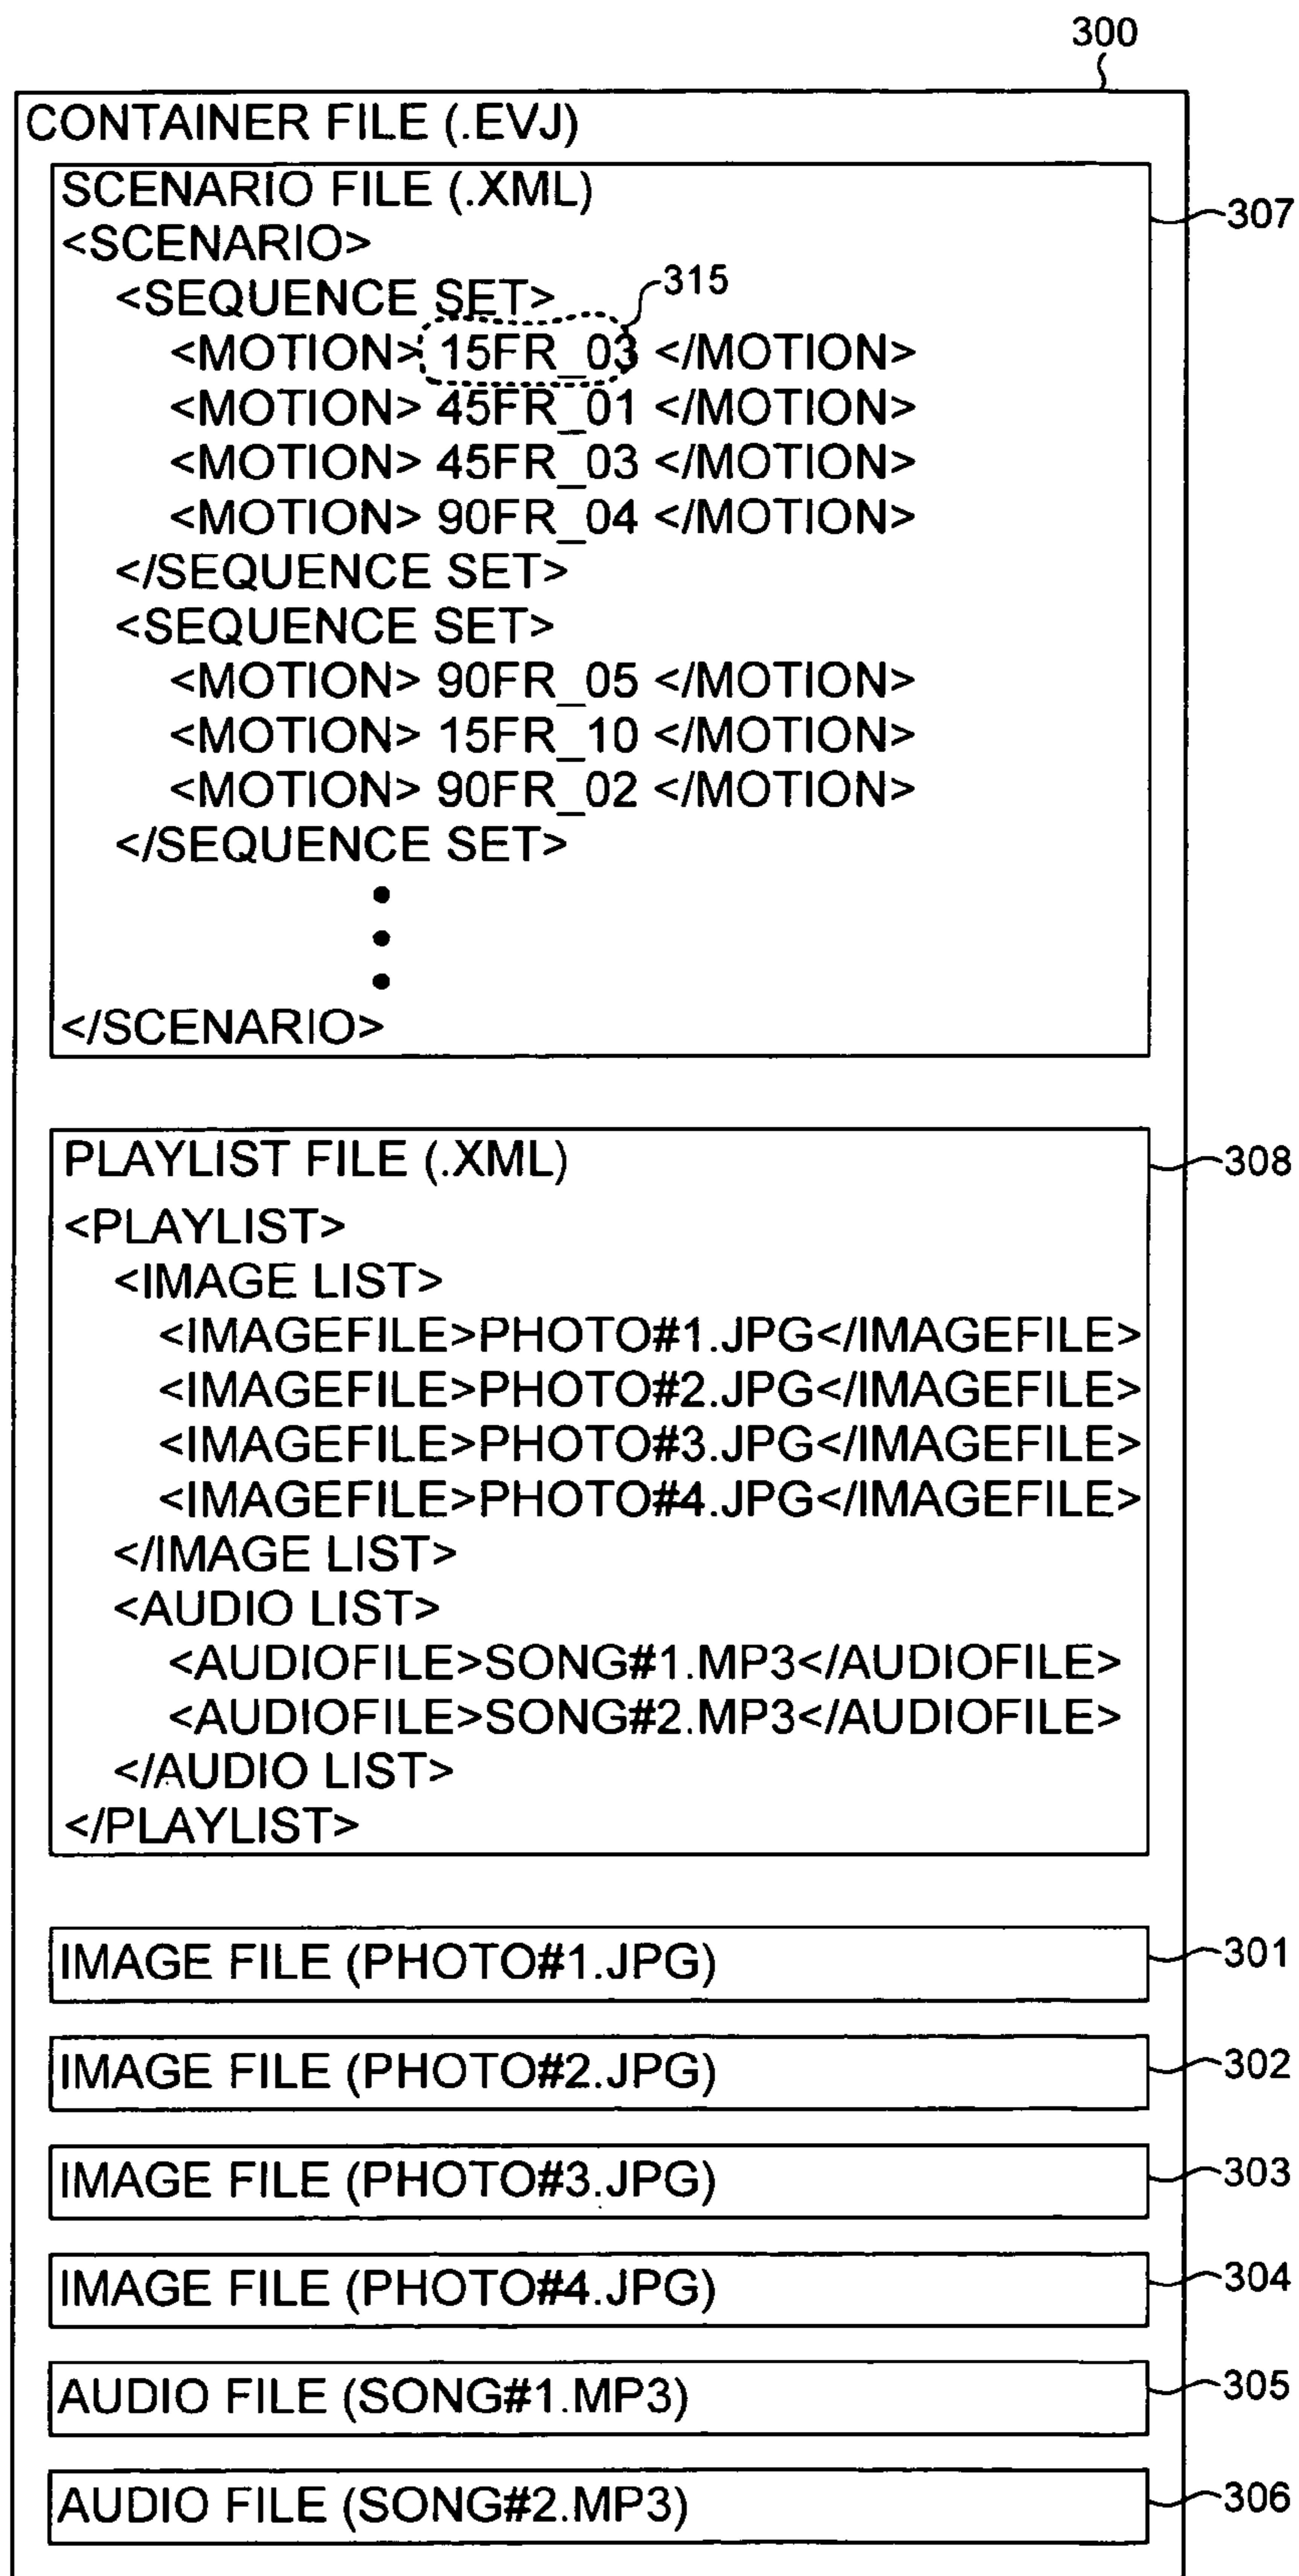 300
CONTAINER FILE (.EVJ)
SCENARIO FILE (.XML)
307
<SCENARIO>
<SEQUENCE SET>
315
<MOTION> 15FR_03 </MOTION>
<MOTION> 45FR_01 </MOTION>
<MOTION> 45FR_03 </MOTION>
<MOTION> 90FR_04 </MOTION>
</SEQUENCE SET>
<SEQUENCE SET>
<MOTION> 90FR_05 </MOTION>
<MOTION> 15FR_10 </MOTION>
<MOTION> 90FR_02 </MOTION>
</SEQUENCE SET>
</SCENARIO>
PLAYLIST FILE (.XML)
308
<PLAYLIST>
<IMAGE LIST>
<IMAGEFILE>PHOTO#1.JPG</IMAGEFILE>
<IMAGEFILE>PHOTO#2.JPG</IMAGEFILE>
<IMAGEFILE>PHOTO#3.JPG</IMAGEFILE>
<IMAGEFILE>PHOTO#4.JPG</IMAGEFILE>
</IMAGE LIST>
<AUDIO LIST>
<AUDIOFILE>SONG#1.MP3</AUDIOFILE>
<AUDIOFILE>SONG#2.MP3</AUDIOFILE>
</AUDIO LIST>
</PLAYLIST>
IMAGE FILE (PHOTO#1.JPG)
301
IMAGE FILE (PHOTO#2.JPG)
302
IMAGE FILE (PHOTO#3.JPG)
303
IMAGE FILE (PHOTO#4.JPG)
304
AUDIO FILE (SONG#1.MP3)
305
AUDIO FILE (SONG#2.MP3)
306